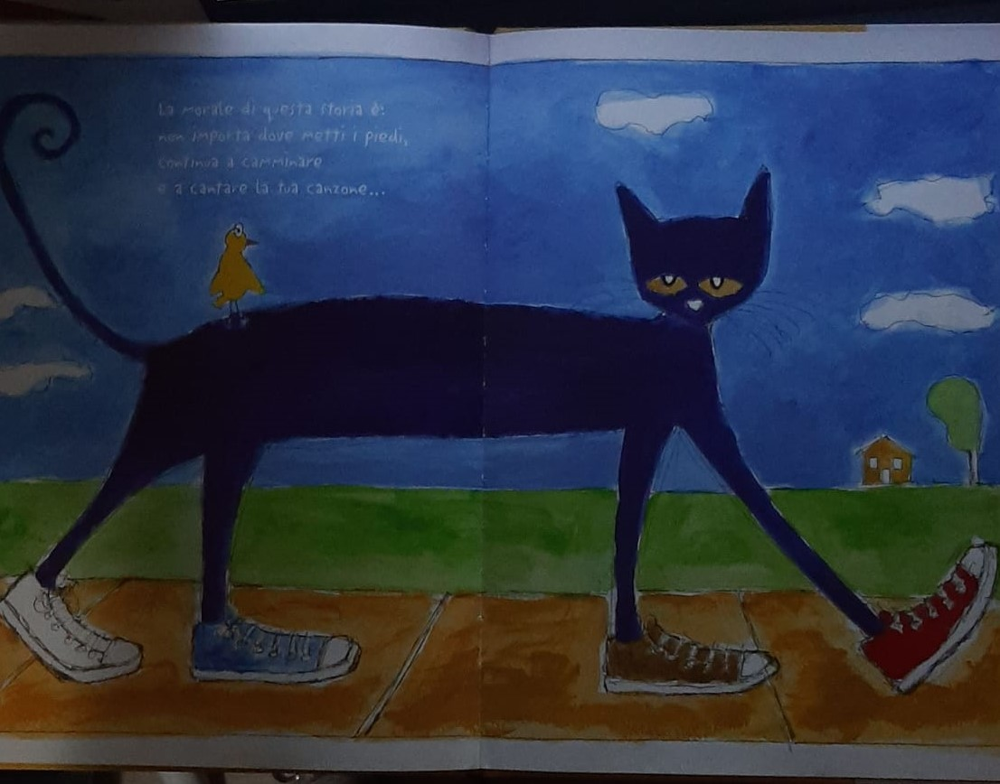 La morale di questa storia è:
non importa dove metti i piedi,
continua a camminare
e a cantare la tua canzone...